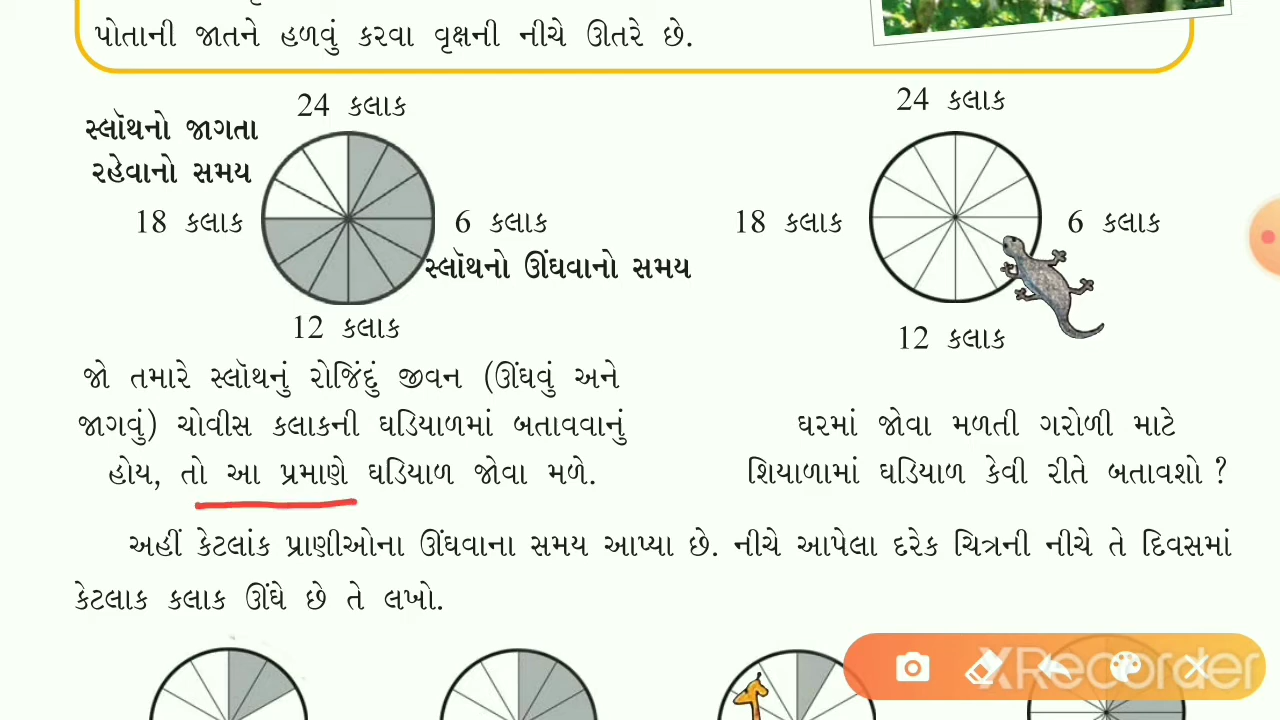 પોતાની જાતને હળવું કરવા વૃક્ષની નીચે ઊતરે છે.
24 કલાક
સ્લૉથનો જાગતા
રહેવાનો સમય
18 કલાક
6 કલાક
સ્લૉથનો ઊંઘવાનો સમય
12 કલાક
જો તમારે સ્લૉથનું રોજિંદું જીવન (ઊંઘવું અને
જાગવું) ચોવીસ કલાકની ઘડિયાળમાં બતાવવાનું
હોય, તો આ પ્રમાણે ઘડિયાળ જોવા મળે.
24 કલાક
18 કલાક
6 કલાક
12 કલાક
ઘરમાં જોવા મળતી ગરોળી માટે
શિયાળામાં ઘડિયાળ કેવી રીતે બતાવશો ?
અહીં કેટલાંક પ્રાણીઓના ઊંઘવાના સમય આપ્યા છે. નીચે આપેલા દરેક ચિત્રની નીચે તે દિવસમાં
કેટલાક કલાક ઊંઘે છે તે લખો.
XRecorder